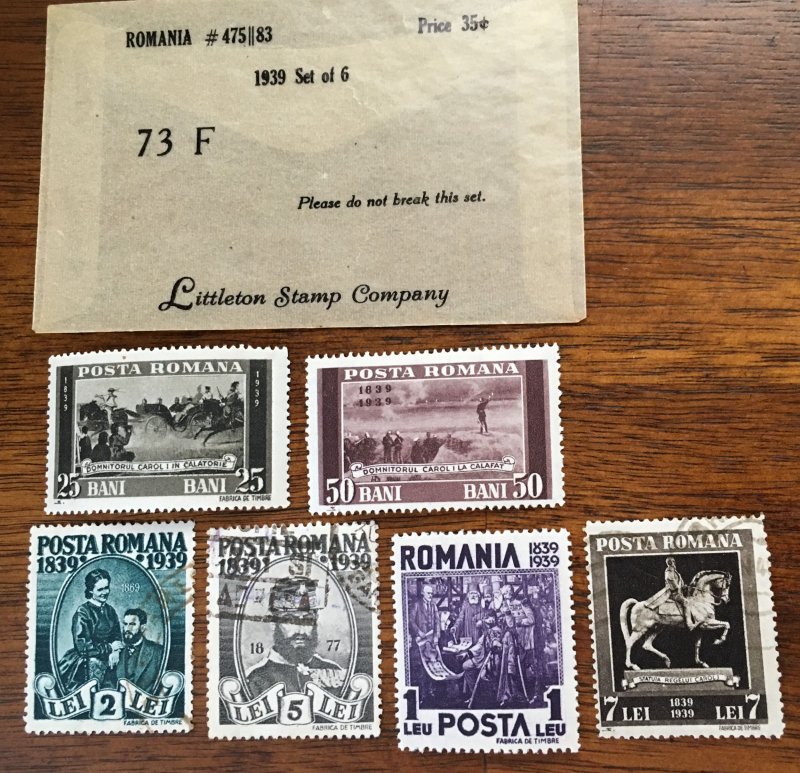 ROMANIA # 475||83
Price 35¢
1939 Set of 6
73 F
Please do not break this set.
Littleton Stamp Company
POSTA ROMANA
1839
1939
DOMNITORUL CAROL I IN CALATORIE
25 BANI BANI 25
FABRICA DE TIMBRE
POSTA ROMANA
1839
1939
DOMNITORUL CAROL I LA CALAFAT
50 BANI BANI 50
POSTA ROMANA
1839 1939
1869
LEI 2 LEI
FABRICA DE TIMBRE
POSTA ROMANA
1839 1939
18 77
LEI 5 LEI
FABRICA DE TIMBRE
ROMANIA 1839
1939
1 LEU POSTA LEU 1
FABRICA DE TIMBRE
POSTA ROMANA
STATUIA REGELUI CAROL I
7 LEI 1839 1939 LEI 7
FABRICA DE TIMBRE